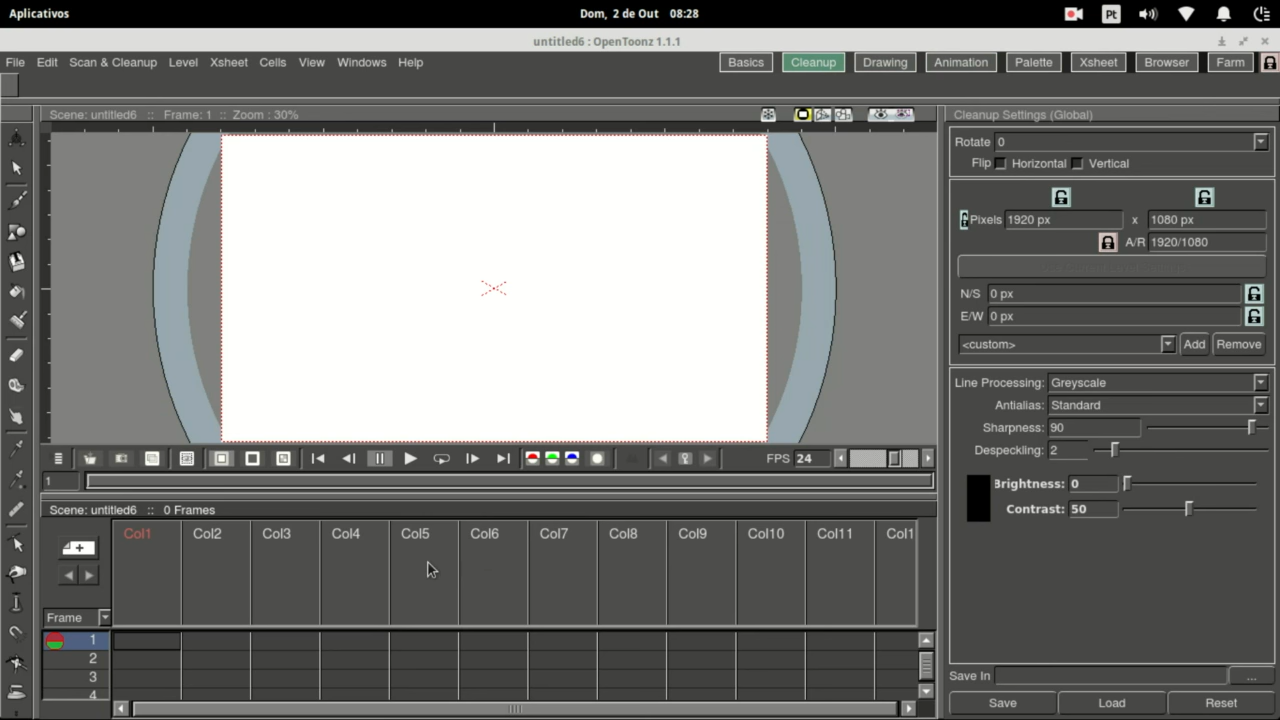 Aplicativos Dom, 2 de Out 08:28 Pt
untitled6 : OpenToonz 1.1.1
File Edit Scan & Cleanup Level Xsheet Cells View Windows Help Basics Cleanup Drawing Animation Palette Xsheet Browser Farm
Scene: untitled6 :: Frame: 1 :: Zoom : 30%
Cleanup Settings (Global)
Rotate 0
Flip Horizontal Vertical
Pixels 1920 px x 1080 px
A/R 1920/1080
N/S 0 px
E/W 0 px
<custom> Add Remove
Line Processing: Greyscale
Antialias: Standard
Sharpness: 90
Despeckling: 2
Brightness: 0
Contrast: 50
FPS 24
1
Scene: untitled6 :: 0 Frames
Col1 Col2 Col3 Col4 Col5 Col6 Col7 Col8 Col9 Col10 Col11 Col1
Frame
1
2
3
4
Save In ...
Save Load Reset